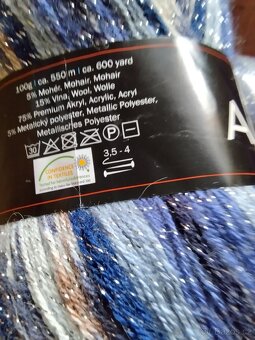 100g | ca. 550 m | ca. 600 yard
8% Mohér, Mohair, Mohair
15% Vlna, Wool, Wolle
75% Premium Akryl, Acrylic, Acryl
5% Metalický polyester, Metallic Polyester,
Metallisches Polyester
30
P
3,5 - 4
CONFIDENCE
IN TEXTILES
A